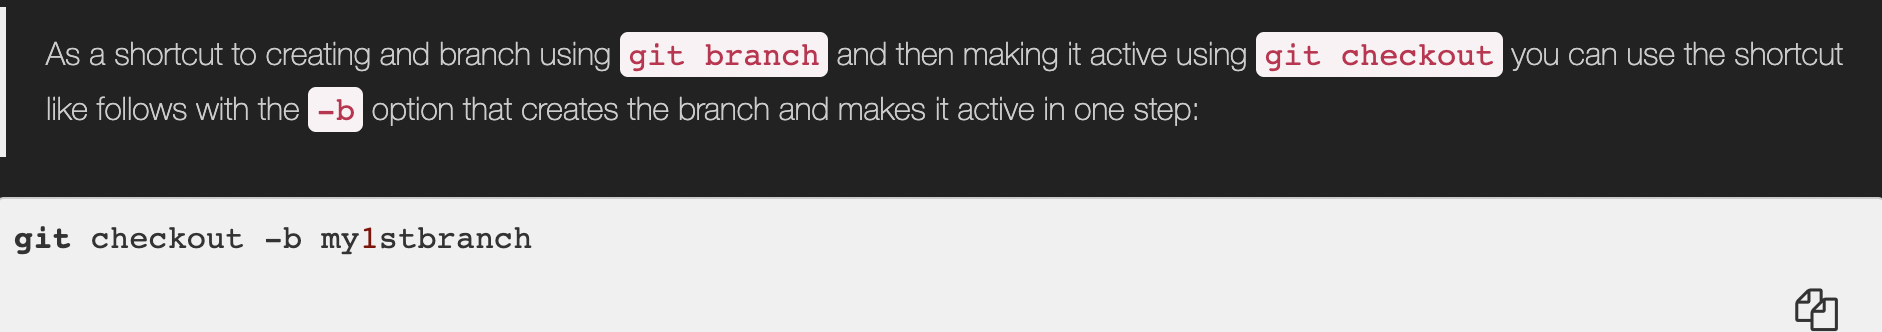 As a shortcut to creating and branch using git branch and then making it active using git checkout you can use the shortcut
like follows with the -b option that creates the branch and makes it active in one step:
git checkout -b my1stbranch